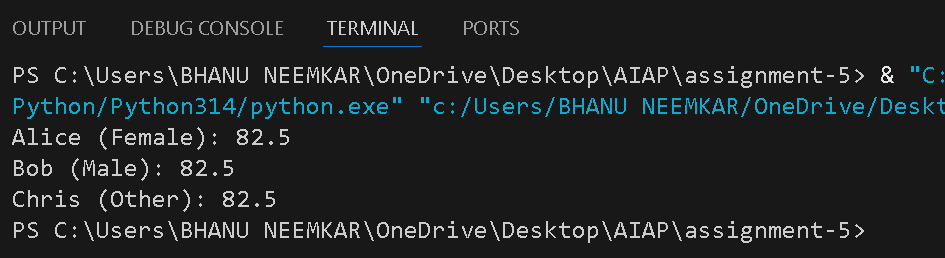 OUTPUT DEBUG CONSOLE TERMINAL PORTS
PS C:\Users\BHANU NEEMKAR\OneDrive\Desktop\AIAP\assignment-5> & "C:
Python/Python314/python.exe" "c:/Users/BHANU NEEMKAR/OneDrive/Deskt
Alice (Female): 82.5
Bob (Male): 82.5
Chris (Other): 82.5
PS C:\Users\BHANU NEEMKAR\OneDrive\Desktop\AIAP\assignment-5>